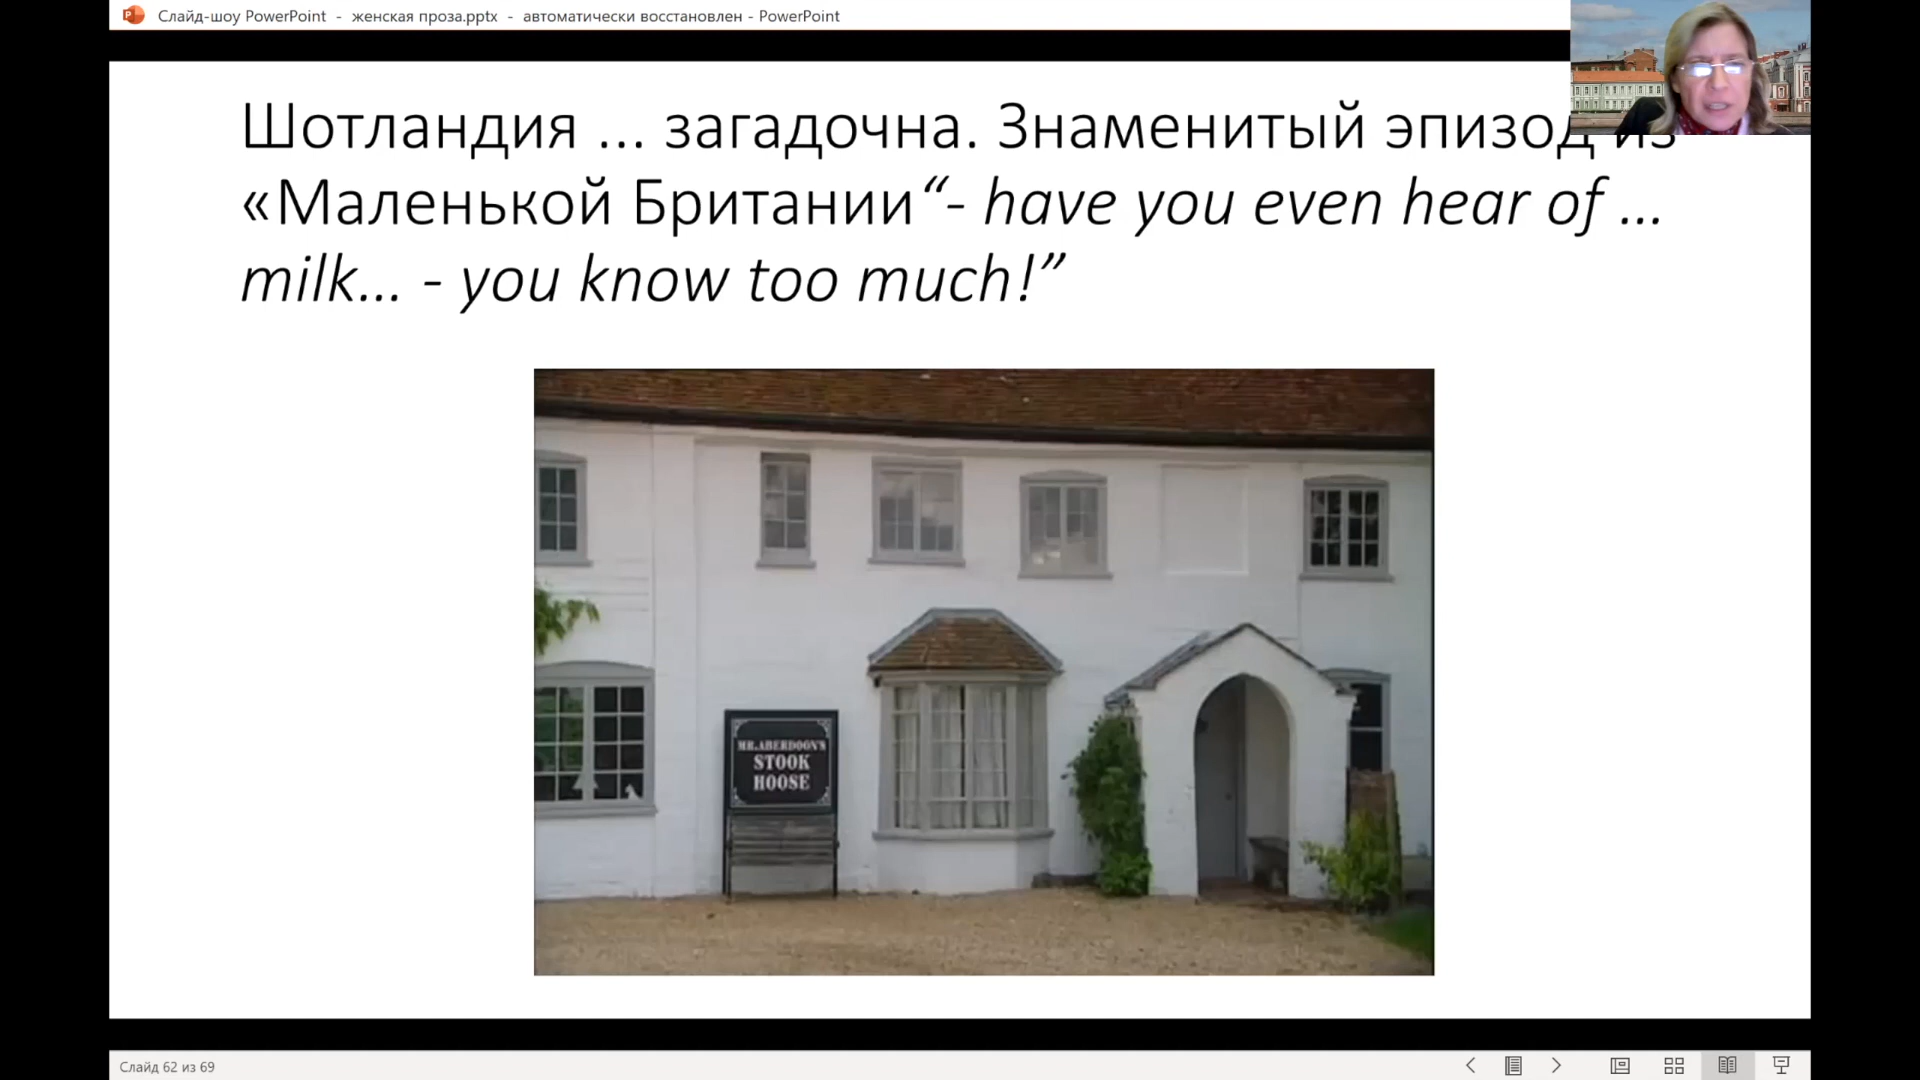 Слайд-шоу PowerPoint - женская проза.pptx - автоматически восстановлен - PowerPoint
Шотландия ... загадочна. Знаменитый эпизод из
«Маленькой Британии“- have you even hear of ...
milk... - you know too much!”
MR.ABERDOON'S
STOOK
HOOSE
Слайд 62 из 69